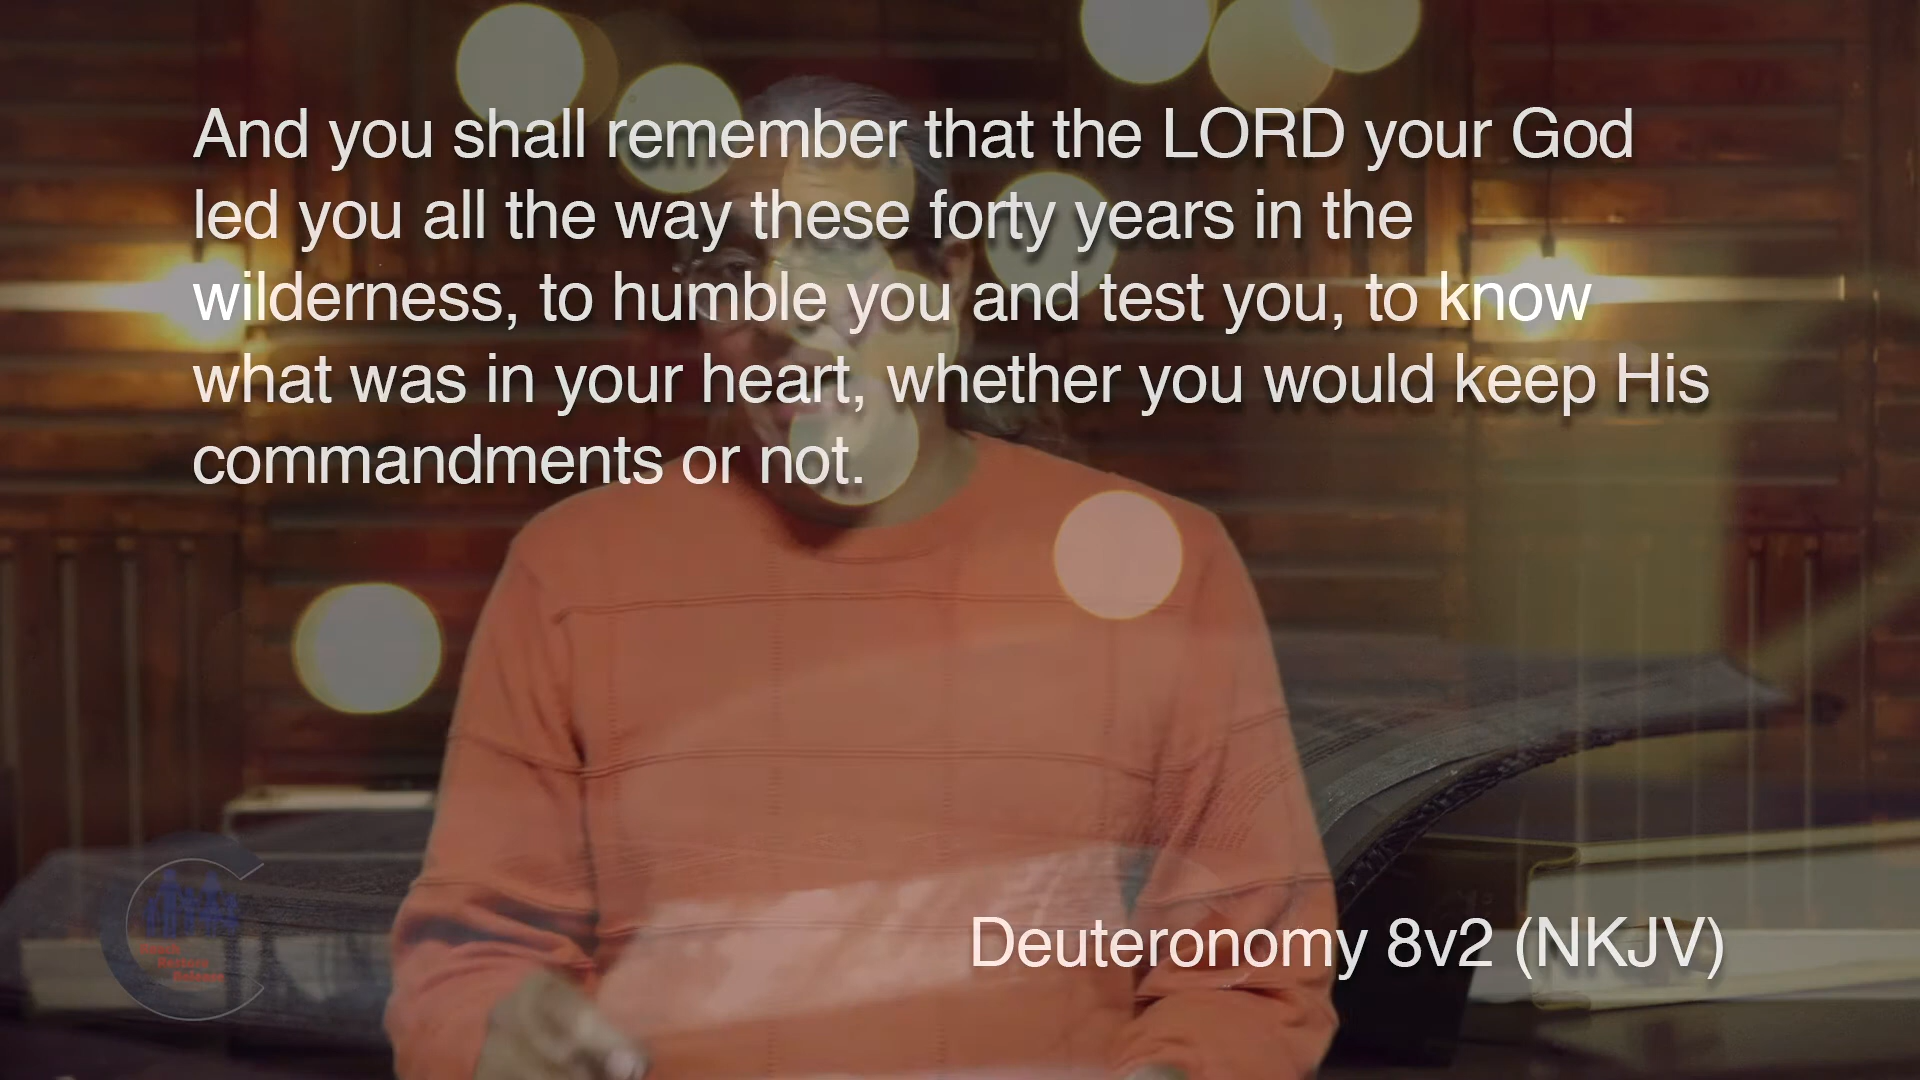 And you shall remember that the LORD your God
led you all the way these forty years in the
wilderness, to humble you and test you, to know
what was in your heart, whether you would keep His
commandments or not.
Deuteronomy 8v2 (NKJV)
Restore